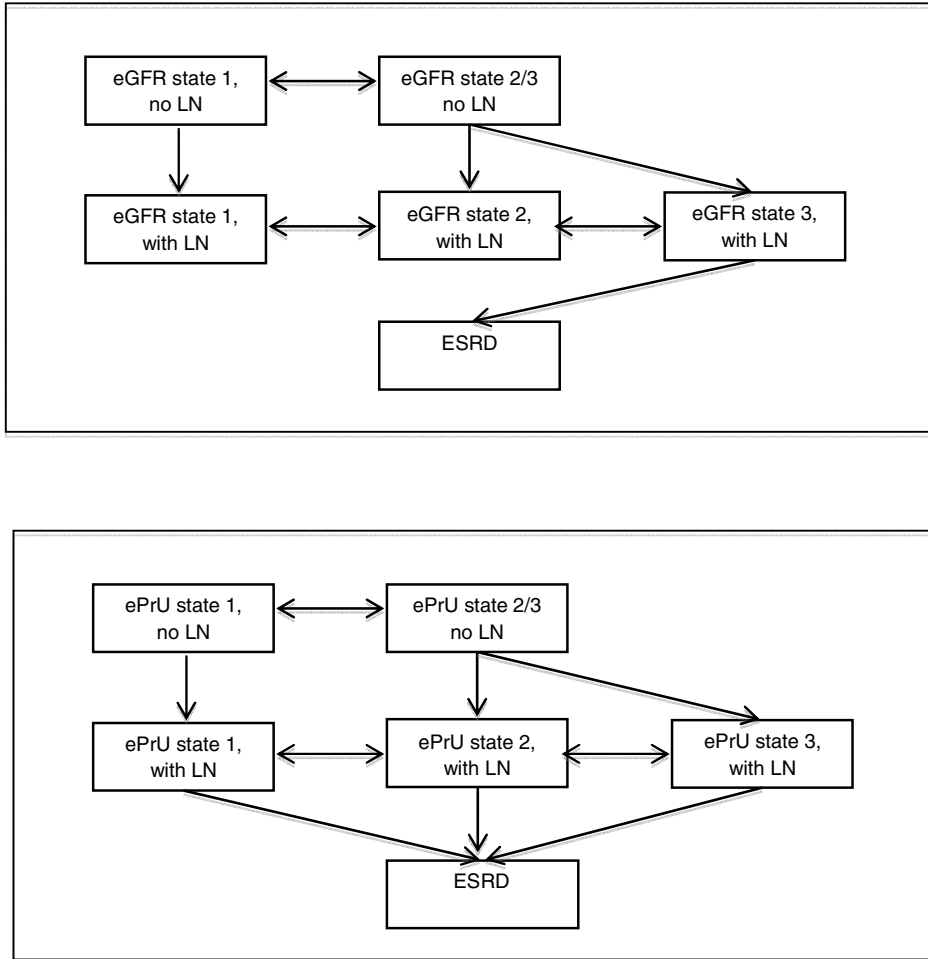 eGFR state 1,
no LN
eGFR state 2/3
no LN
eGFR state 1,
with LN
eGFR state 2,
with LN
eGFR state 3,
with LN
ESRD
ePrU state 1,
no LN
ePrU state 2/3
no LN
ePrU state 1,
with LN
ePrU state 2,
with LN
ePrU state 3,
with LN
ESRD